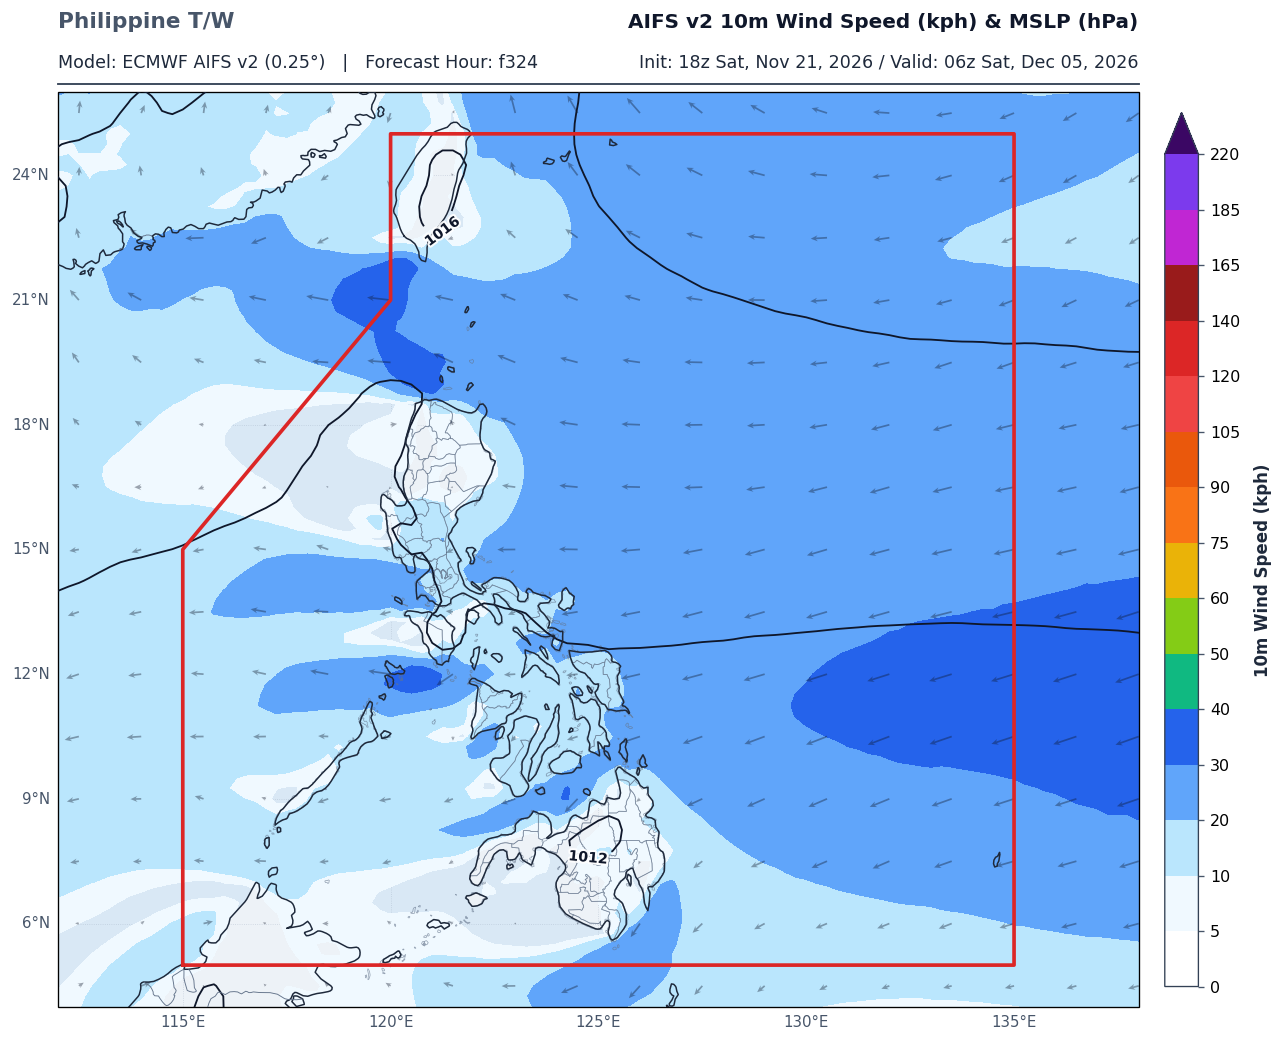 Philippine T/W
AIFS v2 10m Wind Speed (kph) & MSLP (hPa)
Model: ECMWF AIFS v2 (0.25°) | Forecast Hour: f324
Init: 18z Sat, Nov 21, 2026 / Valid: 06z Sat, Dec 05, 2026
24°N
21°N
18°N
15°N
12°N
9°N
6°N
115°E
120°E
125°E
130°E
135°E
1016
1012
220
185
165
140
120
105
90
75
60
50
40
30
20
10
5
0
10m Wind Speed (kph)